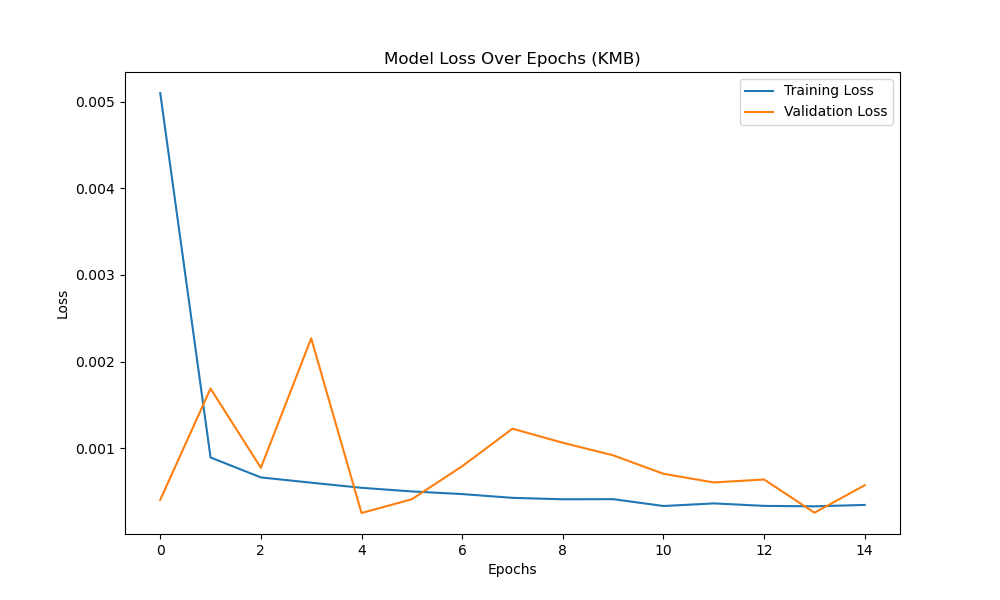 Model Loss Over Epochs (KMB)
Training Loss
Validation Loss
0.005
0.004
0.003
0.002
0.001
Loss
0 2 4 6 8 10 12 14
Epochs